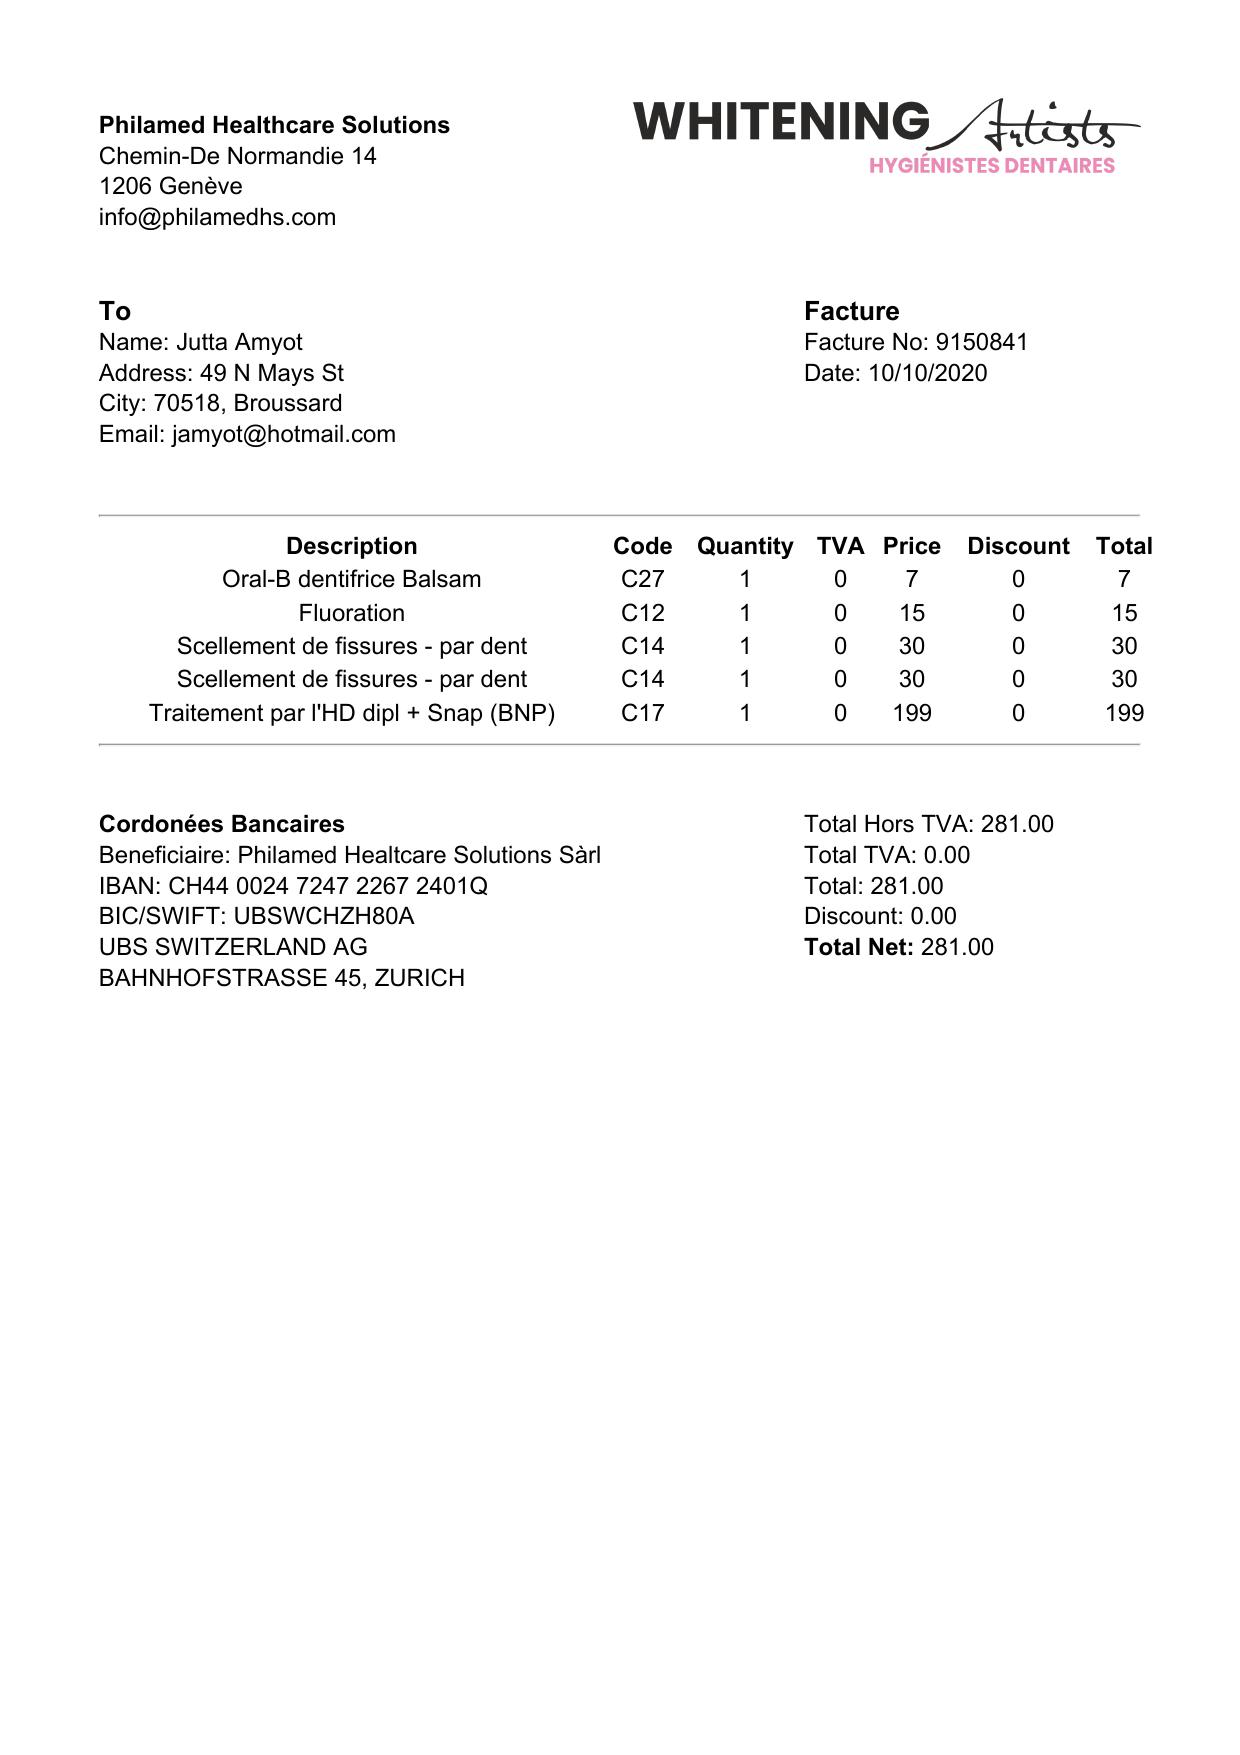 Philamed Healthcare Solutions
Chemin-De Normandie 14
1206 Genève
info@philamedhs.com
WHITENING Artists
HYGIÉNISTES DENTAIRES
To
Name: Jutta Amyot
Address: 49 N Mays St
City: 70518, Broussard
Email: jamyot@hotmail.com
Facture
Facture No: 9150841
Date: 10/10/2020
Description Code Quantity TVA Price Discount Total
Oral-B dentifrice Balsam C27 1 0 7 0 7
Fluoration C12 1 0 15 0 15
Scellement de fissures - par dent C14 1 0 30 0 30
Scellement de fissures - par dent C14 1 0 30 0 30
Traitement par l'HD dipl + Snap (BNP) C17 1 0 199 0 199
Cordonées Bancaires
Beneficiaire: Philamed Healtcare Solutions Sàrl
IBAN: CH44 0024 7247 2267 2401Q
BIC/SWIFT: UBSWCHZH80A
UBS SWITZERLAND AG
BAHNHOFSTRASSE 45, ZURICH
Total Hors TVA: 281.00
Total TVA: 0.00
Total: 281.00
Discount: 0.00
Total Net: 281.00